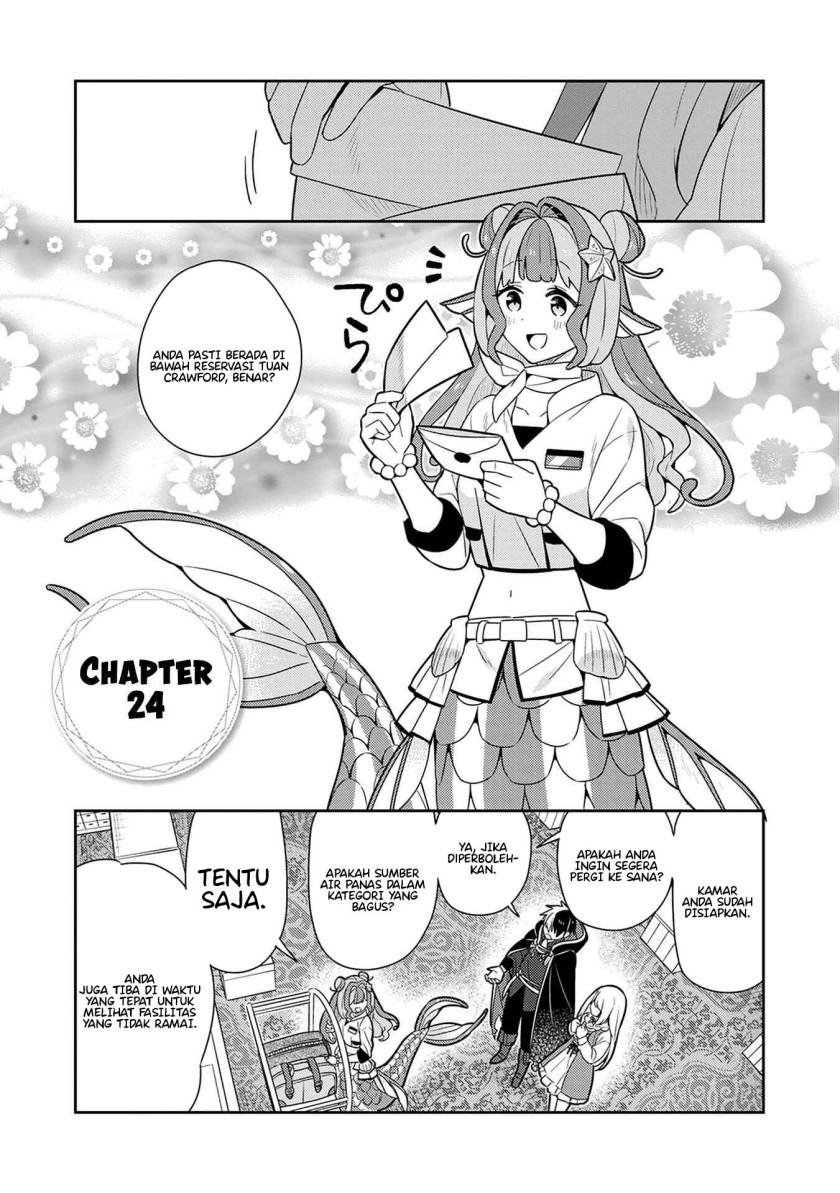 ANDA PASTI BERADA DI
BAWAH RESERVASI TUAN
CRAWFORD, BENAR?
ぴら
CHAPTER
24
KAMAR
ANDA SUDAH
DISIAPKAN.
APAKAH ANDA
INGIN SEGERA
PERGI KE SANA?
YA, JIKA
DIPERBOLEH-
KAN.
APAKAH SUMBER
AIR PANAS DALAM
KATEGORI YANG
BAGUS?
TENTU
SAJA.
ANDA
JUGA TIBA DI WAKTU
YANG TEPAT UNTUK
MELIHAT FASILITAS
YANG TIDAK RAMAI.